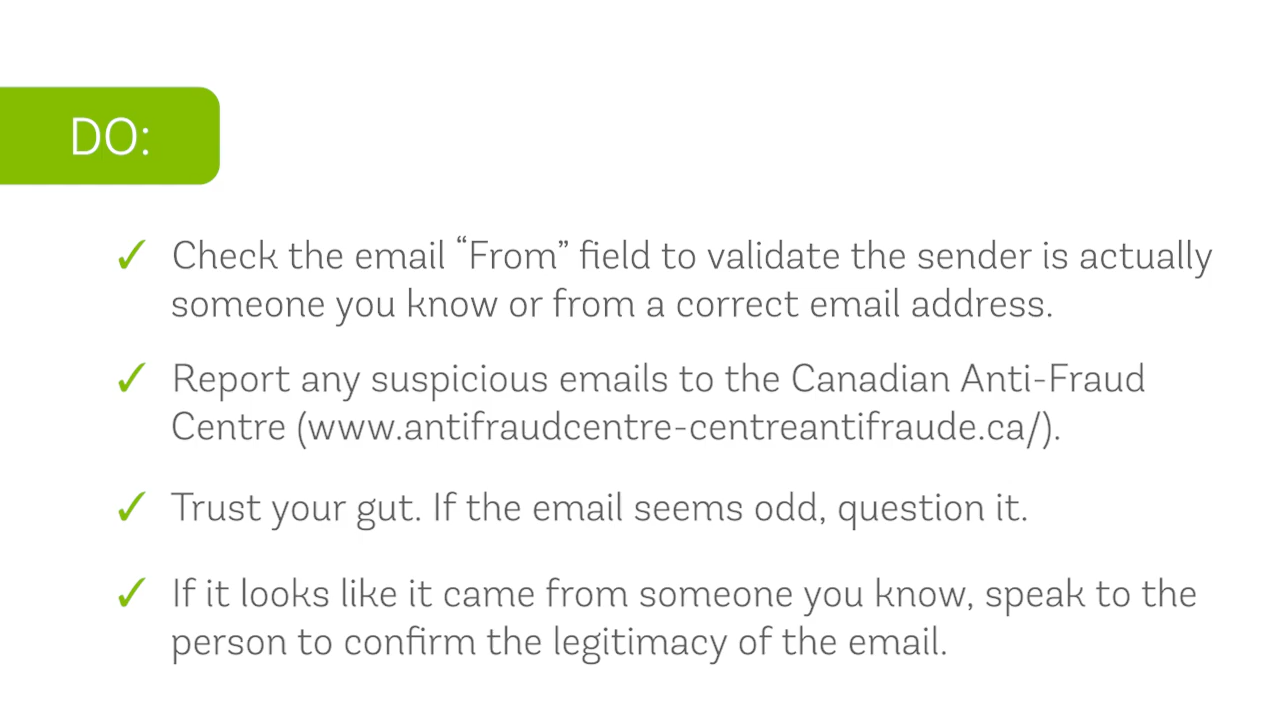 DO:
✓ Check the email “From” field to validate the sender is actually
someone you know or from a correct email address.
✓ Report any suspicious emails to the Canadian Anti-Fraud
Centre (www.antifraudcentre-centreantifraude.ca/).
✓ Trust your gut. If the email seems odd, question it.
✓ If it looks like it came from someone you know, speak to the
person to confirm the legitimacy of the email.